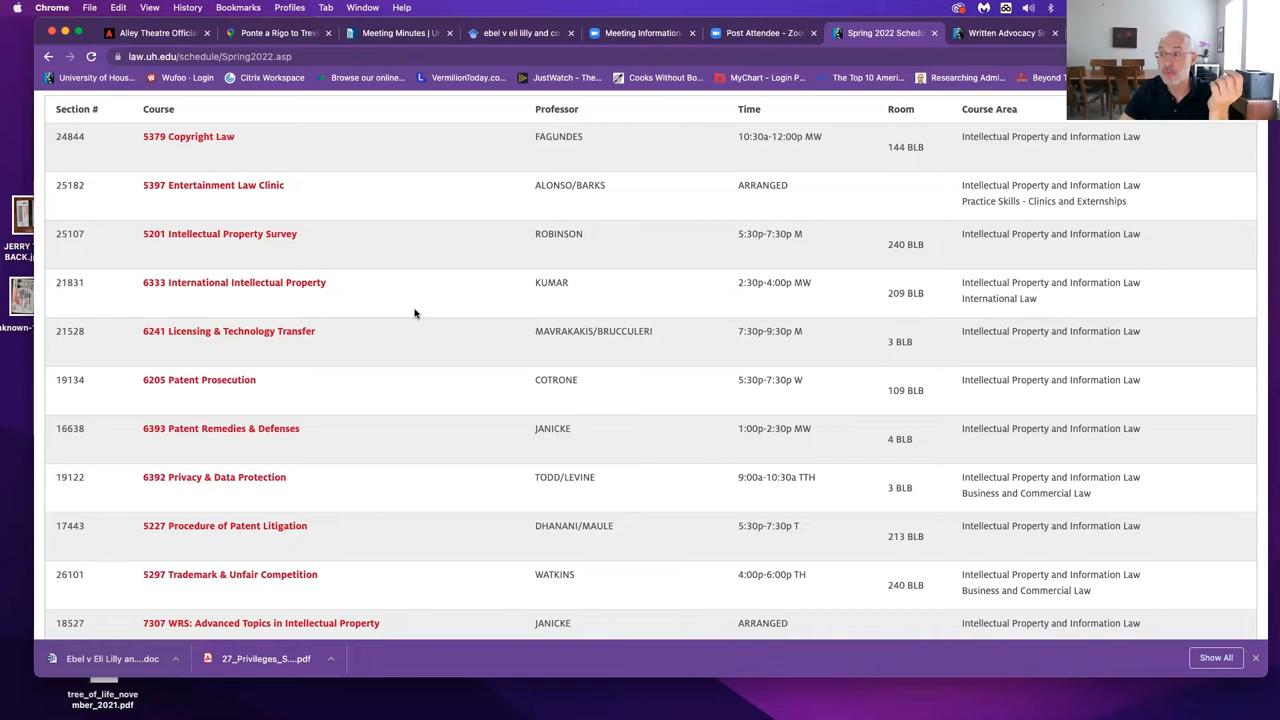 Chrome File Edit View History Bookmarks Profiles Tab Window Help
Alley Theatre Official
Ponte a Rigo to Trevi
Meeting Minutes | U
ebel v eli lilly and co
Meeting Information
Post Attendee - Zoo
Spring 2022 Schedu
Written Advocacy S
law.uh.edu/schedule/Spring2022.asp
University of Hous...
Wufoo · Login
Citrix Workspace
Browse our online...
VermilionToday.co...
JustWatch - The...
Cooks Without Bo...
MyChart - Login P...
The Top 10 Ameri...
Researching Admi...
Beyond T
Section # Course Professor Time Room Course Area
24844 5379 Copyright Law FAGUNDES 10:30a-12:00p MW 144 BLB Intellectual Property and Information Law
25182 5397 Entertainment Law Clinic ALONSO/BARKS ARRANGED Intellectual Property and Information Law
Practice Skills - Clinics and Externships
25107 5201 Intellectual Property Survey ROBINSON 5:30p-7:30p M 240 BLB Intellectual Property and Information Law
21831 6333 International Intellectual Property KUMAR 2:30p-4:00p MW 209 BLB Intellectual Property and Information Law
International Law
21528 6241 Licensing & Technology Transfer MAVRAKAKIS/BRUCCULERI 7:30p-9:30p M 3 BLB Intellectual Property and Information Law
19134 6205 Patent Prosecution COTRONE 5:30p-7:30p W 109 BLB Intellectual Property and Information Law
16638 6393 Patent Remedies & Defenses JANICKE 1:00p-2:30p MW 4 BLB Intellectual Property and Information Law
19122 6392 Privacy & Data Protection TODD/LEVINE 9:00a-10:30a TTH 3 BLB Intellectual Property and Information Law
Business and Commercial Law
17443 5227 Procedure of Patent Litigation DHANANI/MAULE 5:30p-7:30p T 213 BLB Intellectual Property and Information Law
26101 5297 Trademark & Unfair Competition WATKINS 4:00p-6:00p TH 240 BLB Intellectual Property and Information Law
Business and Commercial Law
18527 7307 WRS: Advanced Topics in Intellectual Property JANICKE ARRANGED Intellectual Property and Information Law
JERRY
BACK.j
nknown-
Ebel v Eli Lilly an....doc
27_Privileges_S....pdf
Show All
tree_of_life_nove
mber_2021.pdf